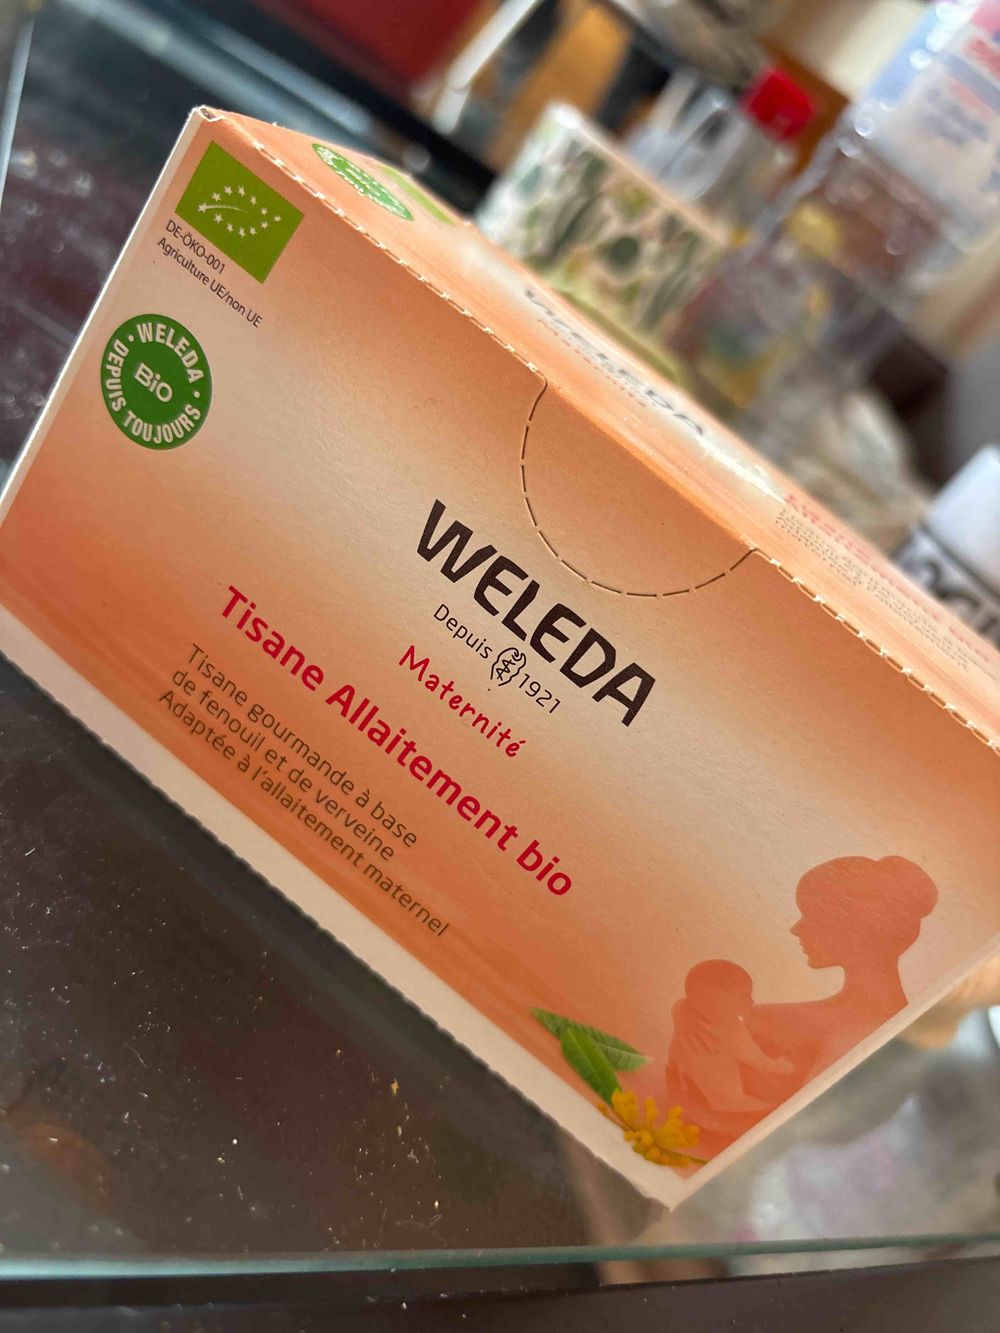 DE-ÖKO-001
Agriculture UE/non UE
WELEDA
BiO
DEPUIS TOUJOURS
WELEDA
Depuis 1921
Maternité
Tisane Allaitement bio
Tisane gourmande à base
de fenouil et de verveine
Adaptée à l'allaitement maternel
WELEDA